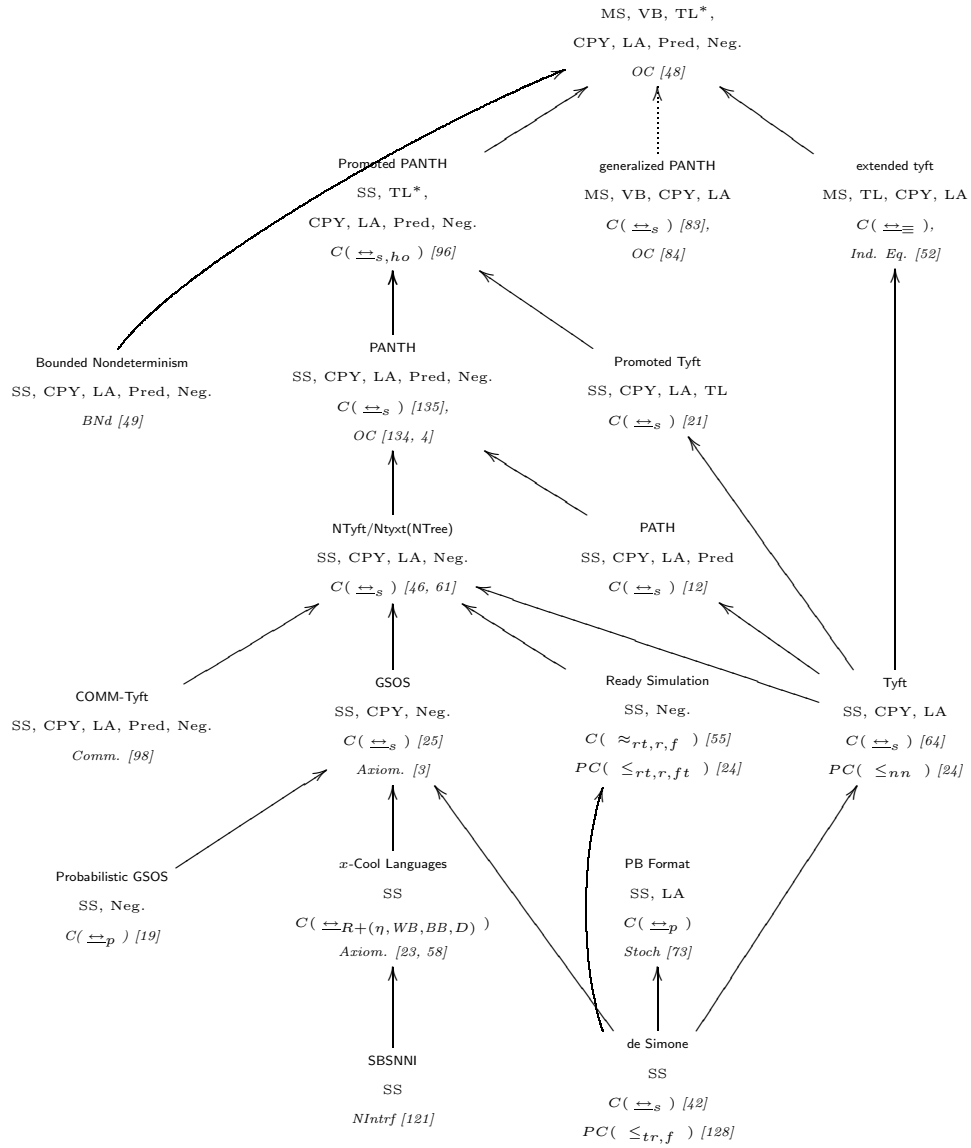 MS, VB, TL*,
CPY, LA, Pred, Neg.
OC [48]
Promoted PANTH
SS, TL*,
CPY, LA, Pred, Neg.
C( ↔s,ho ) [96]
generalized PANTH
MS, VB, CPY, LA
C( ↔s ) [83],
OC [84]
extended tyft
MS, TL, CPY, LA
C( ↔≡ ),
Ind. Eq. [52]
Bounded Nondeterminism
SS, CPY, LA, Pred, Neg.
BNd [49]
PANTH
SS, CPY, LA, Pred, Neg.
C( ↔s ) [135],
OC [134, 4]
Promoted Tyft
SS, CPY, LA, TL
C( ↔s ) [21]
NTyft/Ntyxt(NTree)
SS, CPY, LA, Neg.
C( ↔s ) [46, 61]
PATH
SS, CPY, LA, Pred
C( ↔s ) [12]
COMM-Tyft
SS, CPY, LA, Pred, Neg.
Comm. [98]
GSOS
SS, CPY, Neg.
C( ↔s ) [25]
Axiom. [3]
Ready Simulation
SS, Neg.
C( ≈rt,r,f ) [55]
PC( ≤rt,r,ft ) [24]
Tyft
SS, CPY, LA
C( ↔s ) [64]
PC( ≤nn ) [24]
Probabilistic GSOS
SS, Neg.
C( ↔p ) [19]
x-Cool Languages
SS
C( ↔R+(η,WB,BB,D) )
Axiom. [23, 58]
PB Format
SS, LA
C( ↔p )
Stoch [73]
SBSNNI
SS
NIntrf [121]
de Simone
SS
C( ↔s ) [42]
PC( ≤tr,f ) [128]